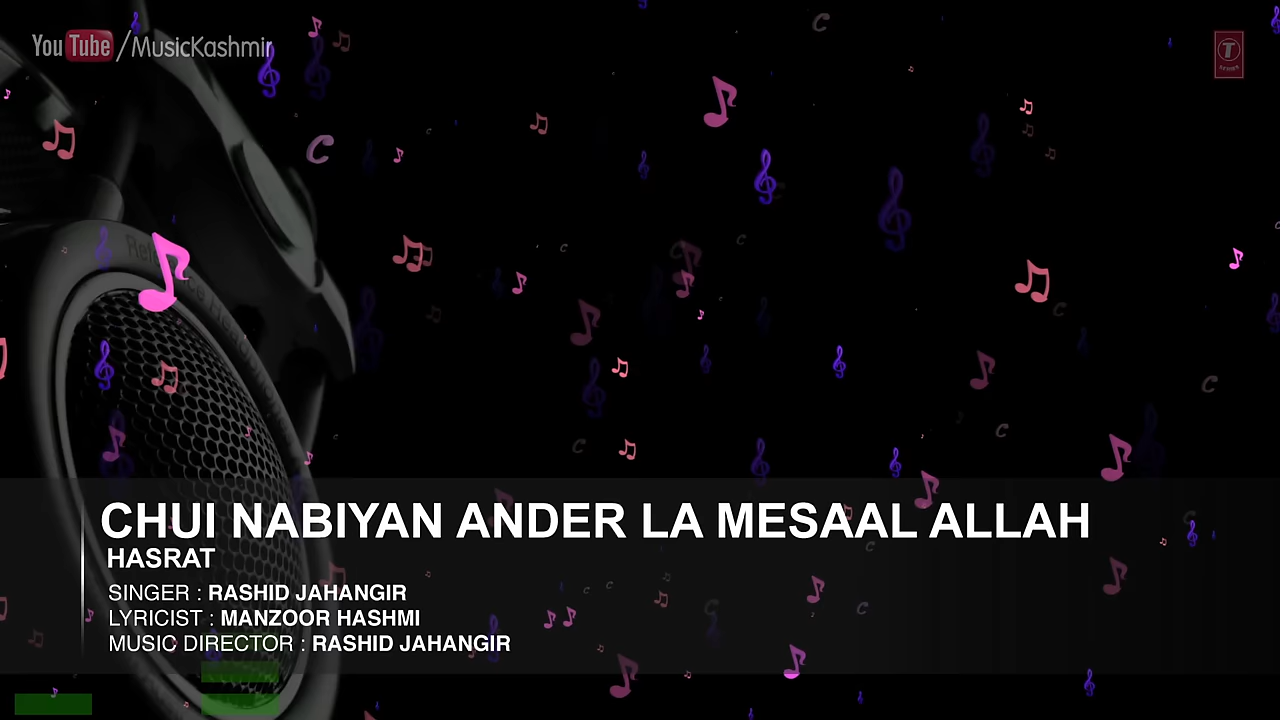 YouTube/MusicKashmir
T
SERIES
CHUI NABIYAN ANDER LA MESAAL ALLAH
HASRAT
SINGER : RASHID JAHANGIR
LYRICIST : MANZOOR HASHMI
MUSIC DIRECTOR : RASHID JAHANGIR